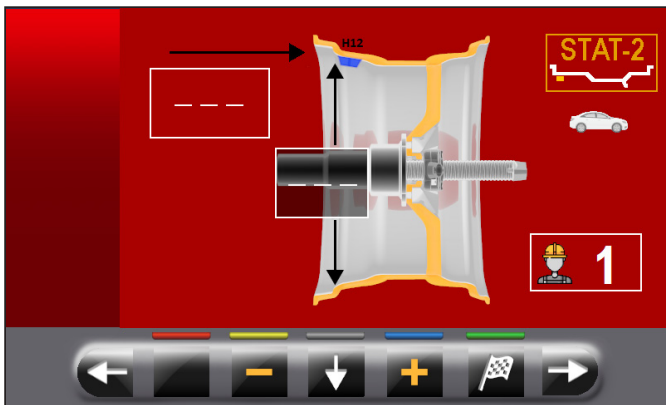 H12
STAT-2
_ _ _
_ _ _
1